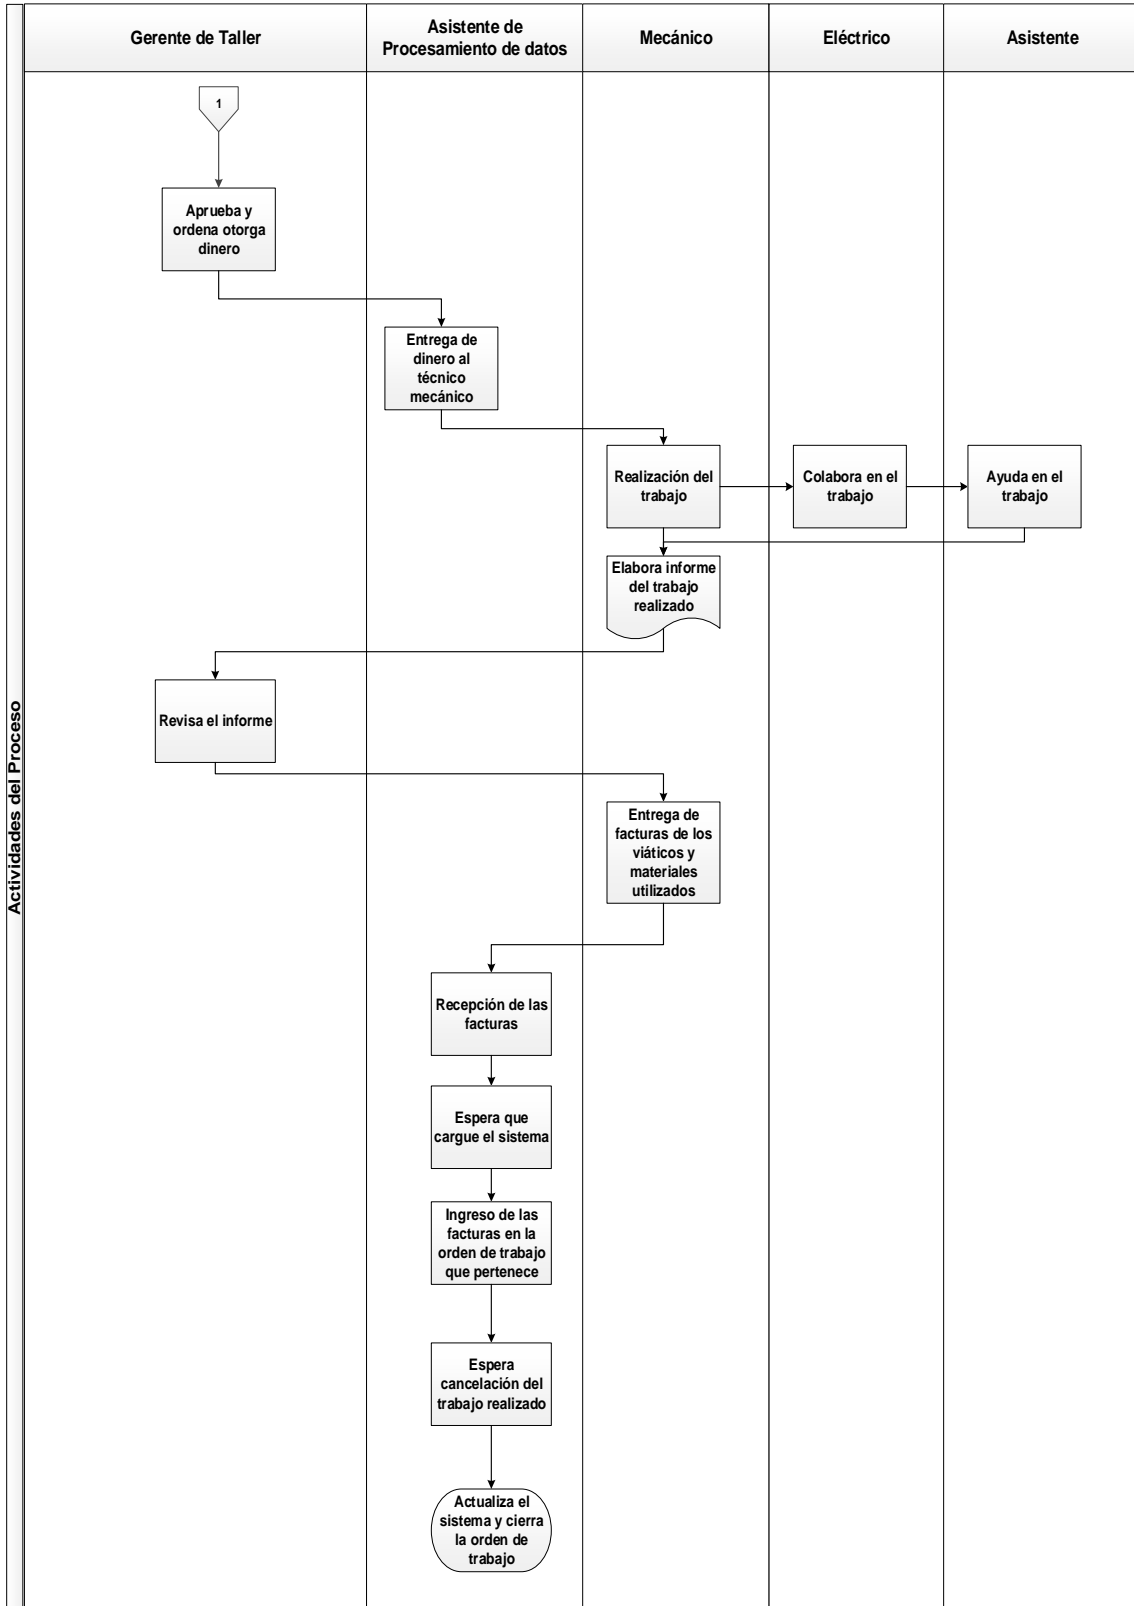 Gerente de Taller
Asistente de
Procesamiento de datos
Mecánico
Eléctrico
Asistente
Actividades del Proceso
1
Aprueba y
ordena otorga
dinero
Entrega de
dinero al
técnico
mecánico
Realización del
trabajo
Colabora en el
trabajo
Ayuda en el
trabajo
Elabora informe
del trabajo
realizado
Revisa el informe
Entrega de
facturas de los
viáticos y
materiales
utilizados
Recepción de las
facturas
Espera que
cargue el sistema
Ingreso de las
facturas en la
orden de trabajo
que pertenece
Espera
cancelación del
trabajo realizado
Actualiza el
sistema y cierra
la orden de
trabajo